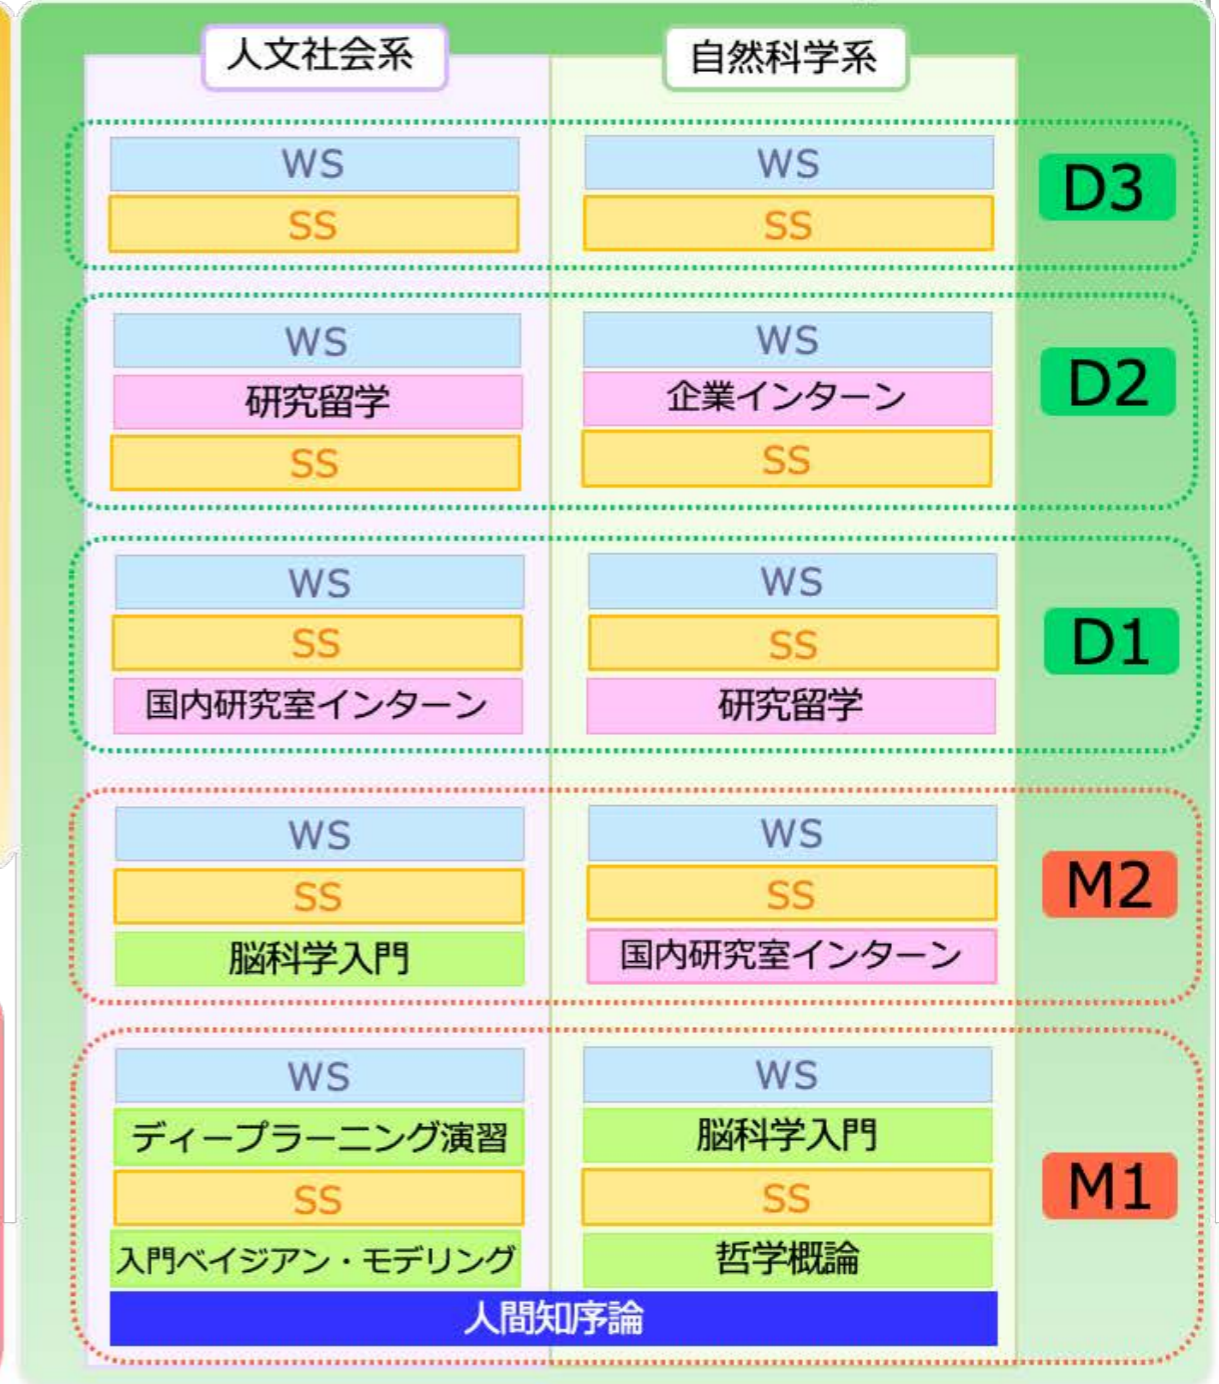 人文社会系
自然科学系
WS
WS
D3
SS
SS
WS
WS
D2
研究留学
企業インターン
SS
SS
WS
WS
SS
SS
D1
国内研究室インターン
研究留学
WS
WS
M2
SS
SS
脳科学入門
国内研究室インターン
WS
WS
ディープラーニング演習
脳科学入門
M1
SS
SS
入門ベイジアン・モデリング
哲学概論
人間知序論